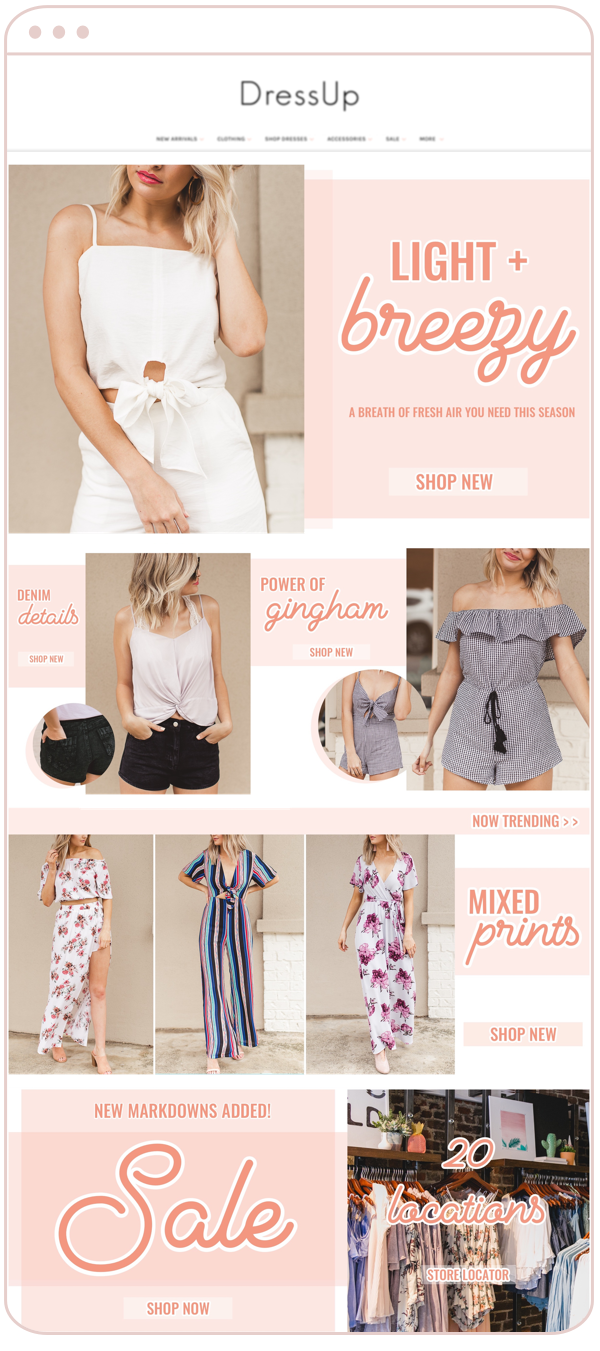 DressUp
NEW ARRIVALS CLOTHING SHOP DRESSES ACCESSORIES SALE MORE
LIGHT +
breezy
A BREATH OF FRESH AIR YOU NEED THIS SEASON
SHOP NEW
DENIM
details
SHOP NEW
POWER OF
gingham
SHOP NEW
NOW TRENDING > >
MIXED
prints
SHOP NEW
NEW MARKDOWNS ADDED!
Sale
SHOP NOW
20
locations
STORE LOCATOR